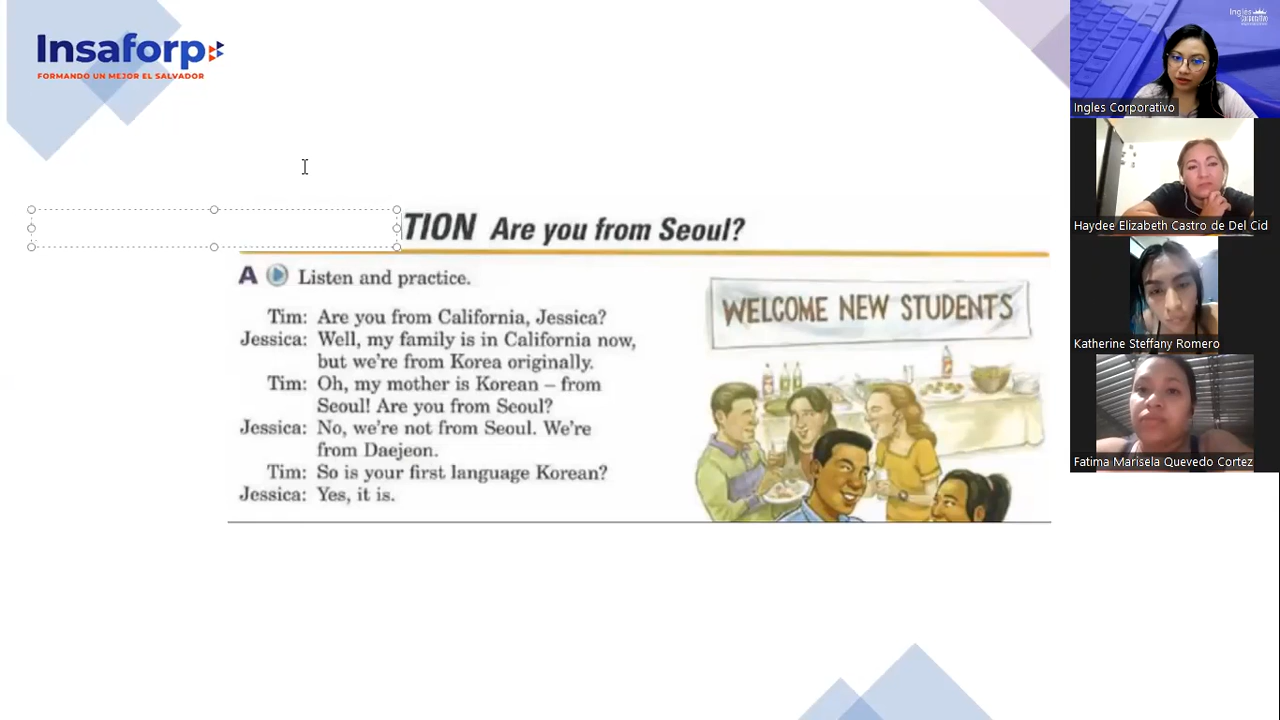 Insaforp
FORMANDO UN MEJOR EL SALVADOR
TION Are you from Seoul?
A Listen and practice.
Tim: Are you from California, Jessica?
Jessica: Well, my family is in California now,
but we're from Korea originally.
Tim: Oh, my mother is Korean – from
Seoul! Are you from Seoul?
Jessica: No, we're not from Seoul. We're
from Daejeon.
Tim: So is your first language Korean?
Jessica: Yes, it is.
WELCOME NEW STUDENTS
Ingles
Corporativo
Ingles Corporativo
Haydee Elizabeth Castro de Del Cid
Katherine Steffany Romero
Fatima Marisela Quevedo Cortez